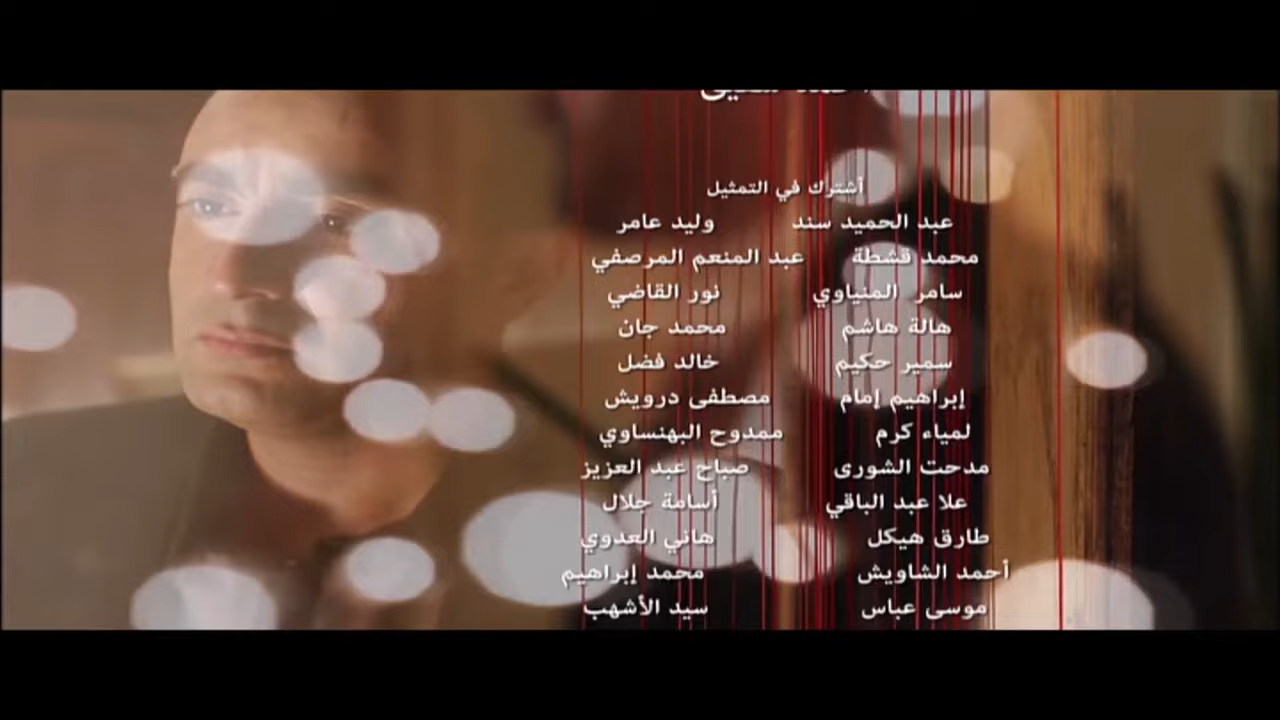 أشترك في التمثيل
عبد الحميد سند وليد عامر
محمد قشطة عبد المنعم المرصفي
سامر المنياوي نور القاضي
هالة هاشم محمد جان
سمير حكيم خالد فضل
إبراهيم إمام مصطفى درويش
لمياء كرم ممدوح البهنساوي
مدحت الشورى صباح عبد العزيز
علا عبد الباقي أسامة جلال
طارق هيكل هاني العدوي
أحمد الشاويش محمد إبراهيم
موسى عباس سيد الأشهب